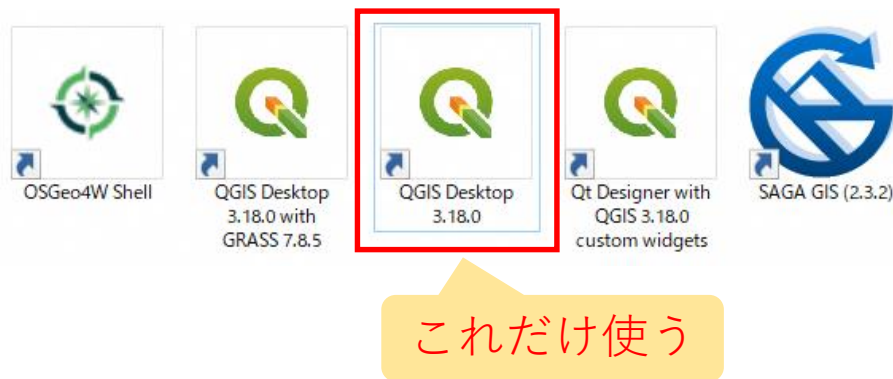 OSGeo4W Shell
QGIS Desktop
3.18.0 with
GRASS 7.8.5
QGIS Desktop
3.18.0
Qt Designer with
QGIS 3.18.0
custom widgets
SAGA GIS (2.3.2)
これだけ使う